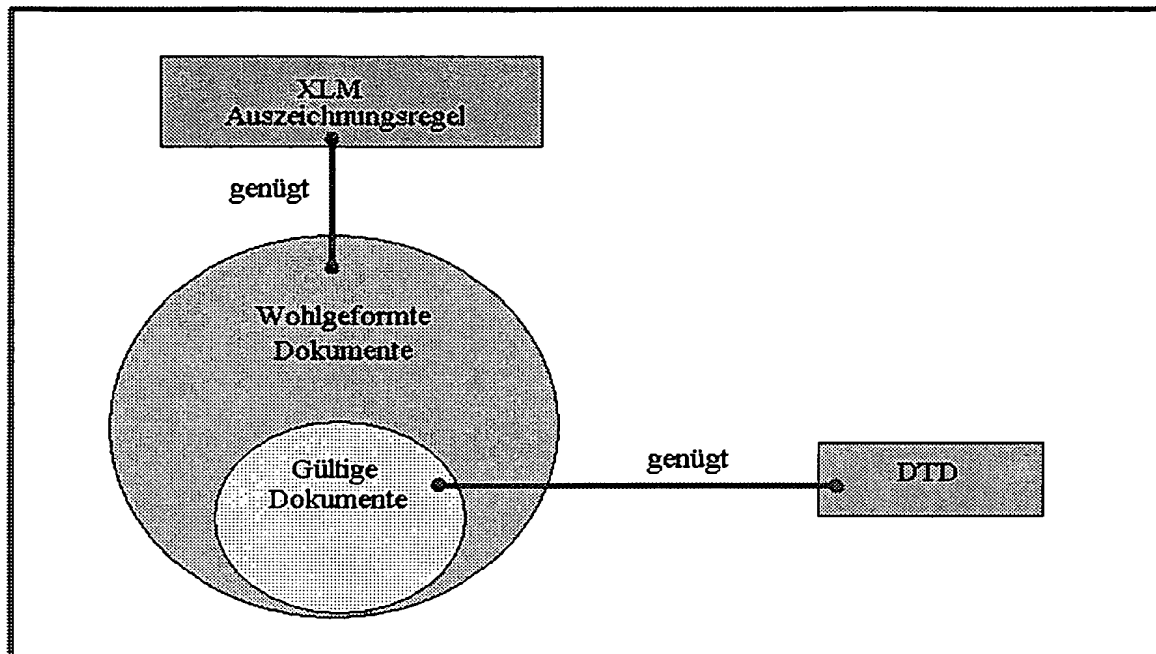 XLM
Auszeichnungsregel
genügt
Wohlgeformte
Dokumente
Gültige
Dokumente
genügt
DTD